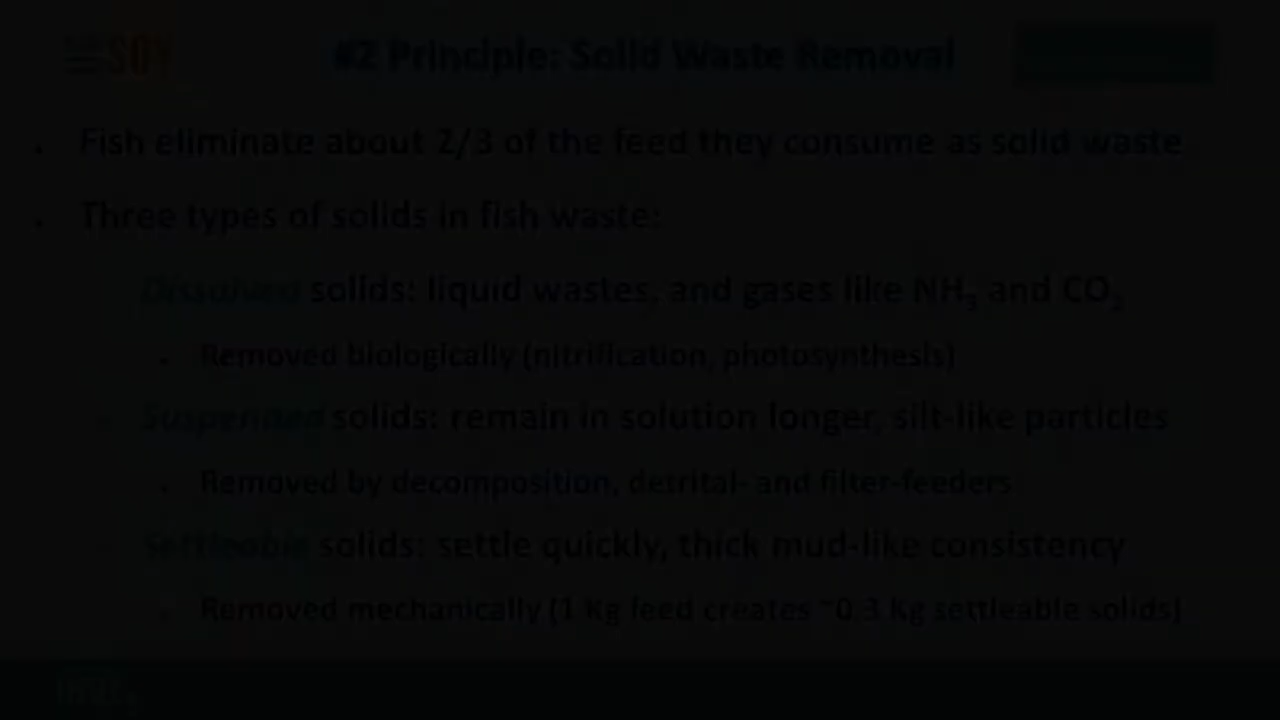 SOY
#2 Principle: Solid Waste Removal
• Fish eliminate about 2/3 of the feed they consume as solid waste
• Three types of solids in fish waste:
Dissolved solids: liquid wastes, and gases like NH₃ and CO₂
• Removed biologically (nitrification, photosynthesis)
- Suspended solids: remain in solution longer, silt-like particles
• Removed by decomposition, detrital- and filter-feeders
- Settleable solids: settle quickly, thick mud-like consistency
• Removed mechanically (1 Kg feed creates ~0.3 Kg settleable solids)